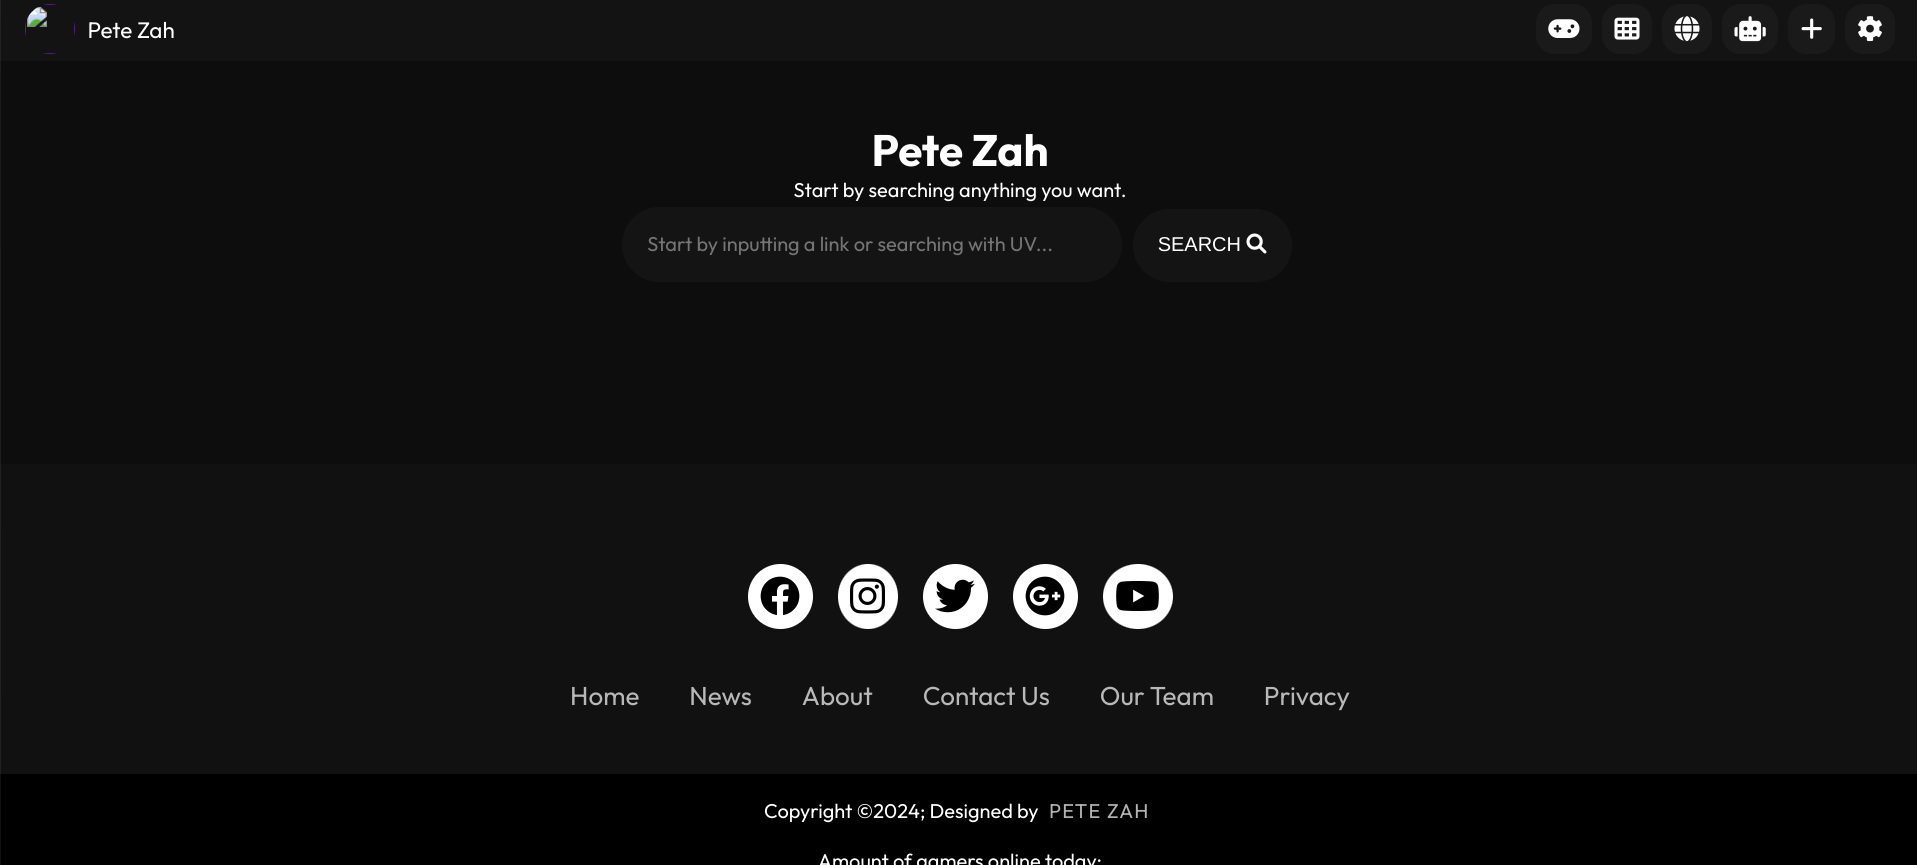 Pete Zah
Pete Zah
Start by searching anything you want.
Start by inputting a link or searching with UV...
SEARCH
Home News About Contact Us Our Team Privacy
Copyright ©2024; Designed by PETE ZAH
Amount of gamers online today: